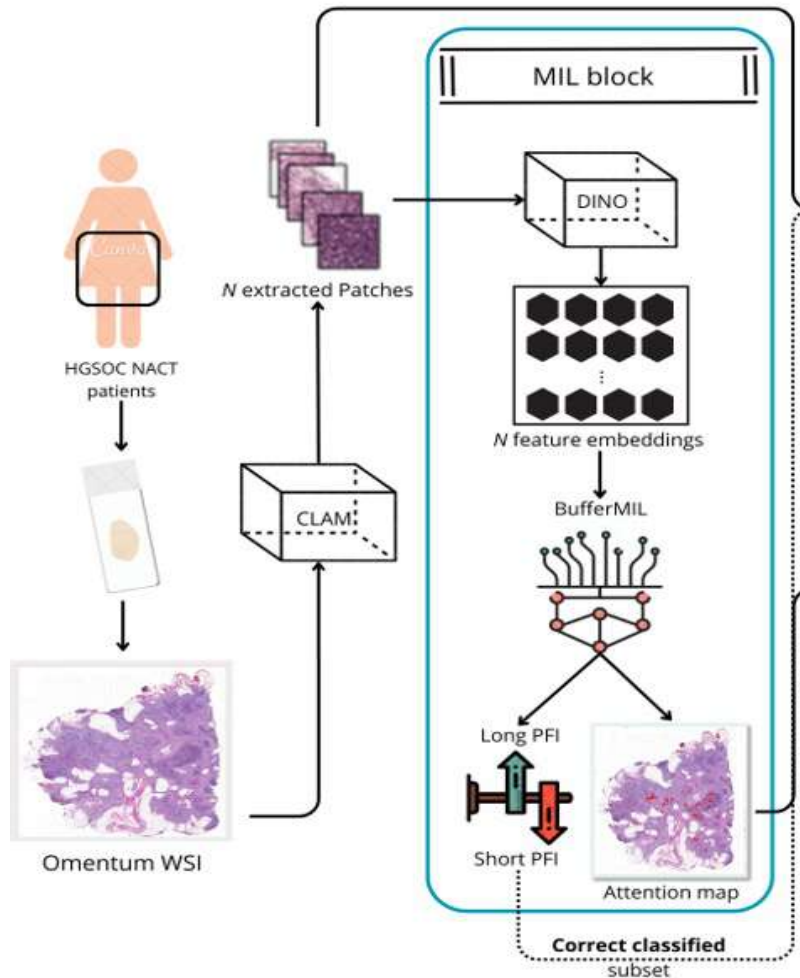 MIL block
DINO
N extracted Patches
Canva
HGSOC NACT
patients
N feature embeddings
CLAM
BufferMIL
Long PFI
Short PFI
Omentum WSI
Attention map
Correct classified
subset